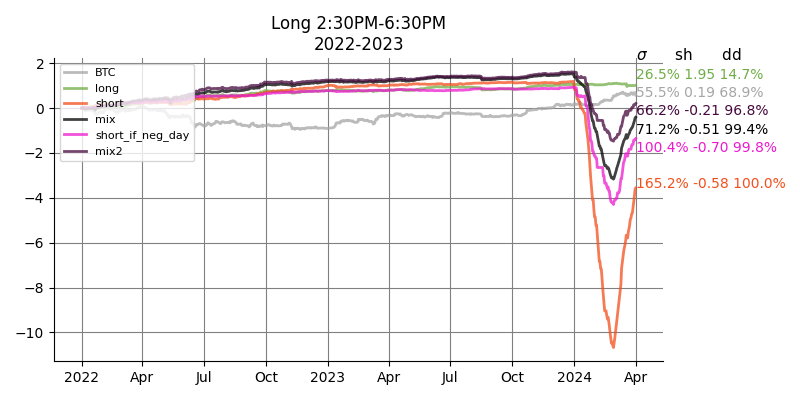 Long 2:30PM-6:30PM
2022-2023
σ sh dd
2
0
−2
−4
−6
−8
−10
BTC
long
short
mix
short_if_neg_day
mix2
26.5% 1.95 14.7%
55.5% 0.19 68.9%
66.2% -0.21 96.8%
71.2% -0.51 99.4%
100.4% -0.70 99.8%
165.2% -0.58 100.0%
2022 Apr Jul Oct 2023 Apr Jul Oct 2024 Apr